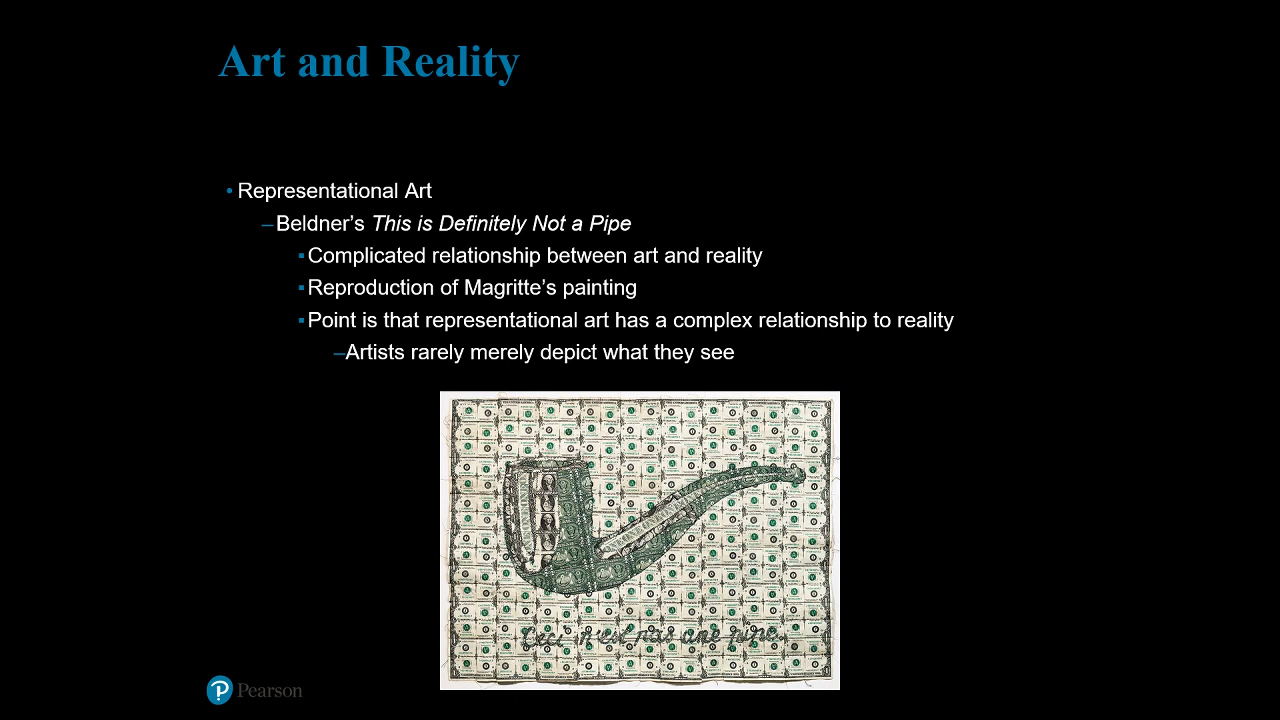 Art and Reality
• Representational Art
–Beldner’s This is Definitely Not a Pipe
▪Complicated relationship between art and reality
▪Reproduction of Magritte’s painting
▪Point is that representational art has a complex relationship to reality
–Artists rarely merely depict what they see
Ceci n'est pas une pipe.
Pearson